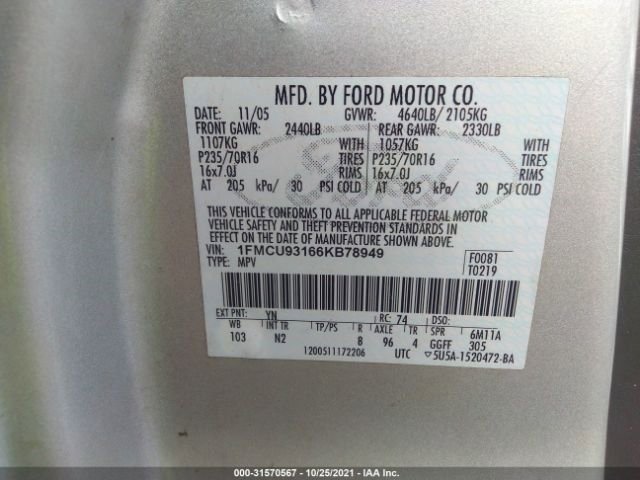 MFD. BY FORD MOTOR CO.
DATE: 11/05 GVWR: 4640LB/ 2105KG
FRONT GAWR: 2440LB REAR GAWR: 2330LB
1107KG WITH 1057KG WITH
P235/70R16 TIRES P235/70R16 TIRES
16x7.0J RIMS 16x7.0J RIMS
AT 205 kPa/ 30 PSI COLD AT 205 kPa/ 30 PSI COLD
THIS VEHICLE CONFORMS TO ALL APPLICABLE FEDERAL MOTOR
VEHICLE SAFETY AND THEFT PREVENTION STANDARDS IN
EFFECT ON THE DATE OF MANUFACTURE SHOWN ABOVE.
VIN: 1FMCU93166KB78949 F0081
TYPE: MPV T0219
EXT PNT: YN RC: 74 DSO:
WB INT TR TP/PS R AXLE TR SPR 6M11A
103 N2 8 96 4 GGFF 305
1200511172206 UTC ▽5U5A-1520472-BA
Ford
000-31570567 - 10/25/2021 - IAA Inc.